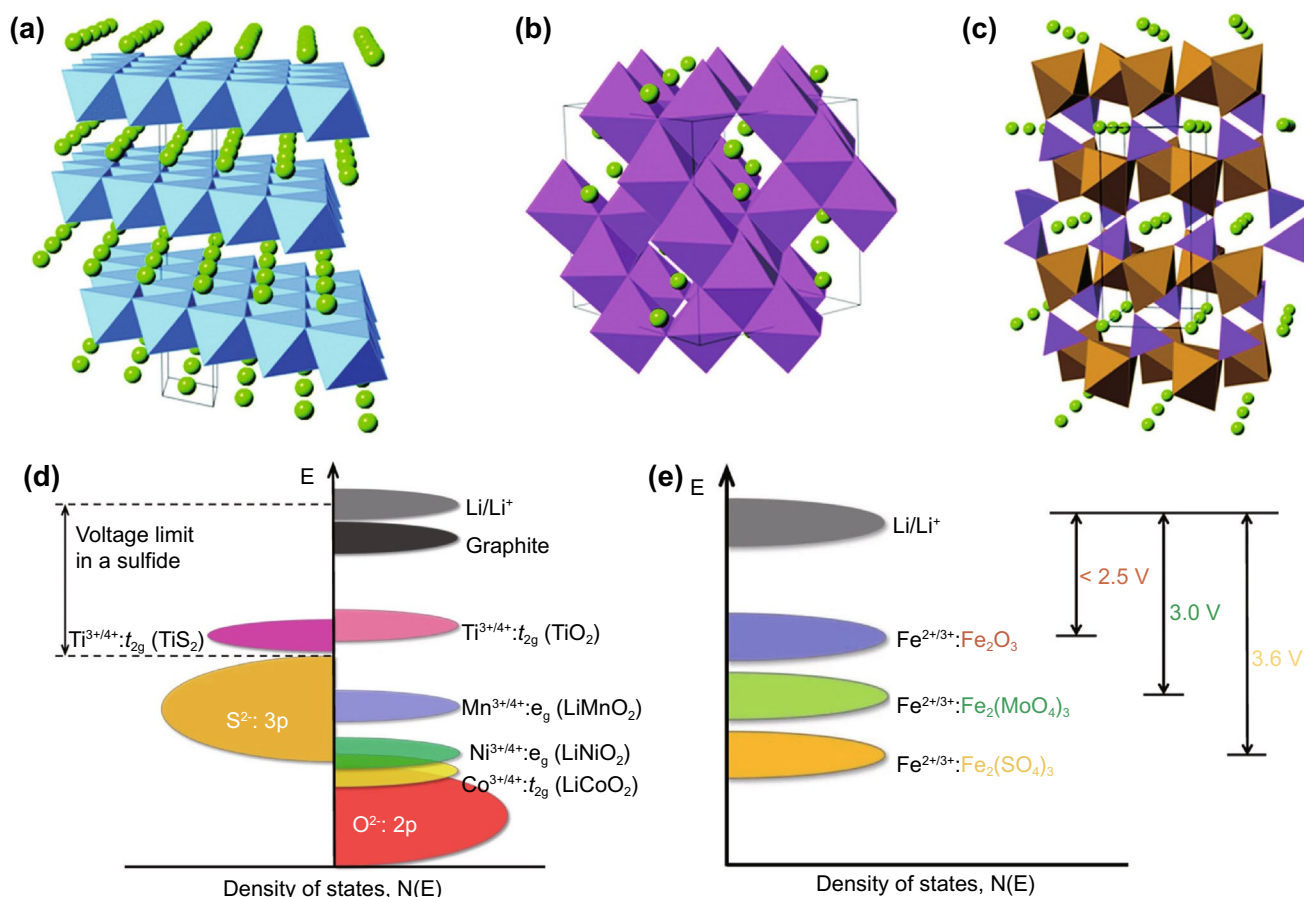 (a)
(b)
(c)
(d)
E
Li/Li⁺
Voltage limit
in a sulfide
Graphite
Ti³⁺/⁴⁺:t₂g (TiS₂)
Ti³⁺/⁴⁺:t₂g (TiO₂)
S²⁻: 3p
Mn³⁺/⁴⁺:eg (LiMnO₂)
Ni³⁺/⁴⁺:eg (LiNiO₂)
Co³⁺/⁴⁺:t₂g (LiCoO₂)
O²⁻: 2p
Density of states, N(E)
(e)
E
Li/Li⁺
< 2.5 V
3.0 V
3.6 V
Fe²⁺/³⁺:Fe₂O₃
Fe²⁺/³⁺:Fe₂(MoO₄)₃
Fe²⁺/³⁺:Fe₂(SO₄)₃
Density of states, N(E)